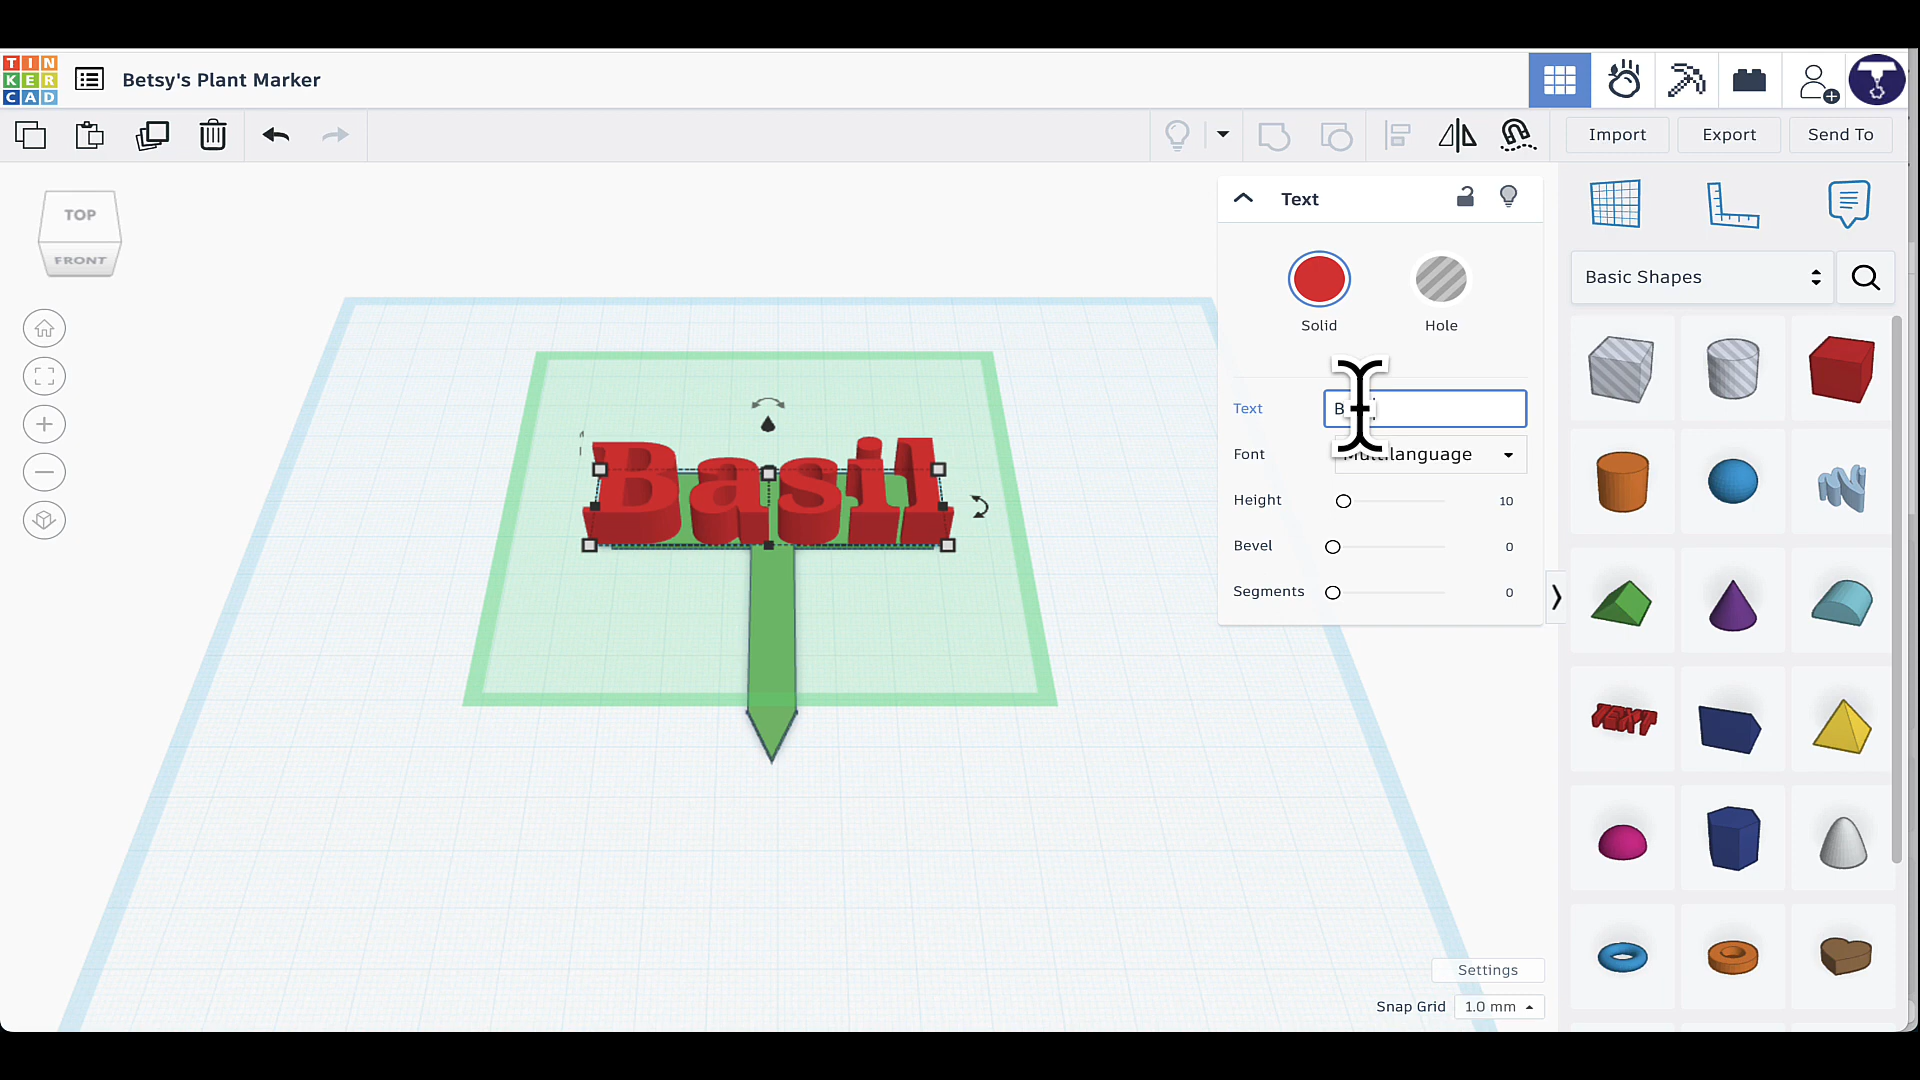 TIN
KER
CAD
Betsy's Plant Marker
Import
Export
Send To
TOP
FRONT
Text
Solid
Hole
Text
Font
Height
10
Bevel
0
Segments
0
Basic Shapes
TEXT
Basil
Settings
Snap Grid
1.0 mm